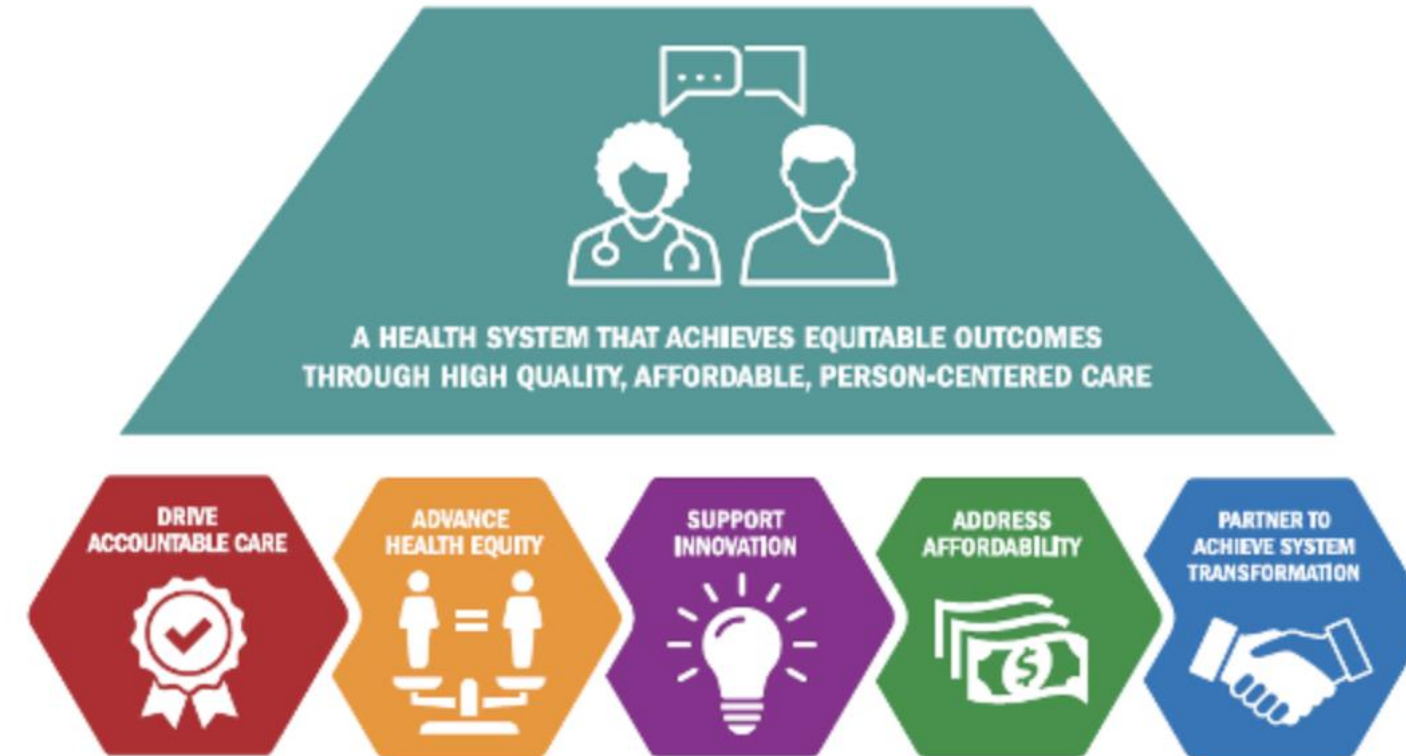 A HEALTH SYSTEM THAT ACHIEVES EQUITABLE OUTCOMES
THROUGH HIGH QUALITY, AFFORDABLE, PERSON-CENTERED CARE
DRIVE
ACCOUNTABLE CARE
ADVANCE
HEALTH EQUITY
SUPPORT
INNOVATION
ADDRESS
AFFORDABILITY
PARTNER TO
ACHIEVE SYSTEM
TRANSFORMATION